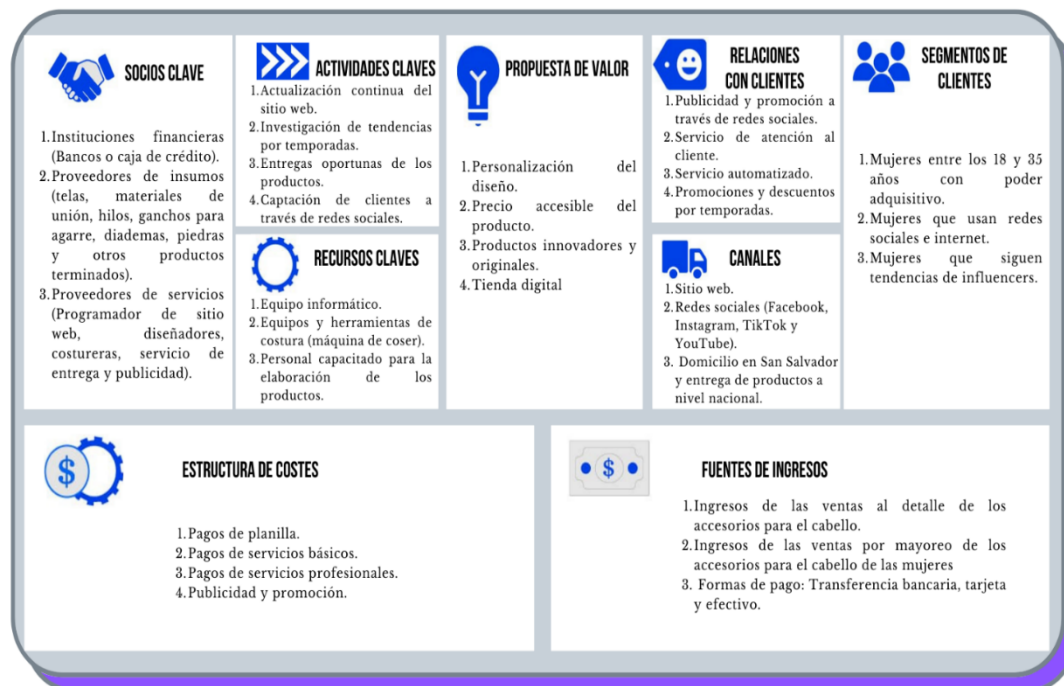 SOCIOS CLAVE
1.Instituciones financieras
(Bancos o caja de crédito).
2.Proveedores de insumos
(telas, materiales de
unión, hilos, ganchos para
agarre, diademas, piedras
y otros productos
terminados).
3.Proveedores de servicios
(Programador de sitio
web, diseñadores,
costureras, servicio de
entrega y publicidad).
ACTIVIDADES CLAVES
1.Actualización continua del
sitio web.
2.Investigación de tendencias
por temporadas.
3.Entregas oportunas de los
productos.
4.Captación de clientes a
través de redes sociales.
RECURSOS CLAVES
1.Equipo informático.
2.Equipos y herramientas de
costura (máquina de coser).
3.Personal capacitado para la
elaboración de los
productos.
PROPUESTA DE VALOR
1.Personalización del
diseño.
2.Precio accesible del
producto.
3.Productos innovadores y
originales.
4.Tienda digital
RELACIONES
CON CLIENTES
1.Publicidad y promoción a
través de redes sociales.
2.Servicio de atención al
cliente.
3.Servicio automatizado.
4.Promociones y descuentos
por temporadas.
CANALES
1.Sitio web.
2.Redes sociales (Facebook,
Instagram, TikTok y
YouTube).
3. Domicilio en San Salvador
y entrega de productos a
nivel nacional.
SEGMENTOS DE
CLIENTES
1.Mujeres entre los 18 y 35
años con poder
adquisitivo.
2.Mujeres que usan redes
sociales e internet.
3.Mujeres que siguen
tendencias de influencers.
$
ESTRUCTURA DE COSTES
1.Pagos de planilla.
2.Pagos de servicios básicos.
3.Pagos de servicios profesionales.
4.Publicidad y promoción.
$
FUENTES DE INGRESOS
1.Ingresos de las ventas al detalle de los
accesorios para el cabello.
2.Ingresos de las ventas por mayoreo de los
accesorios para el cabello de las mujeres
3. Formas de pago: Transferencia bancaria, tarjeta
y efectivo.